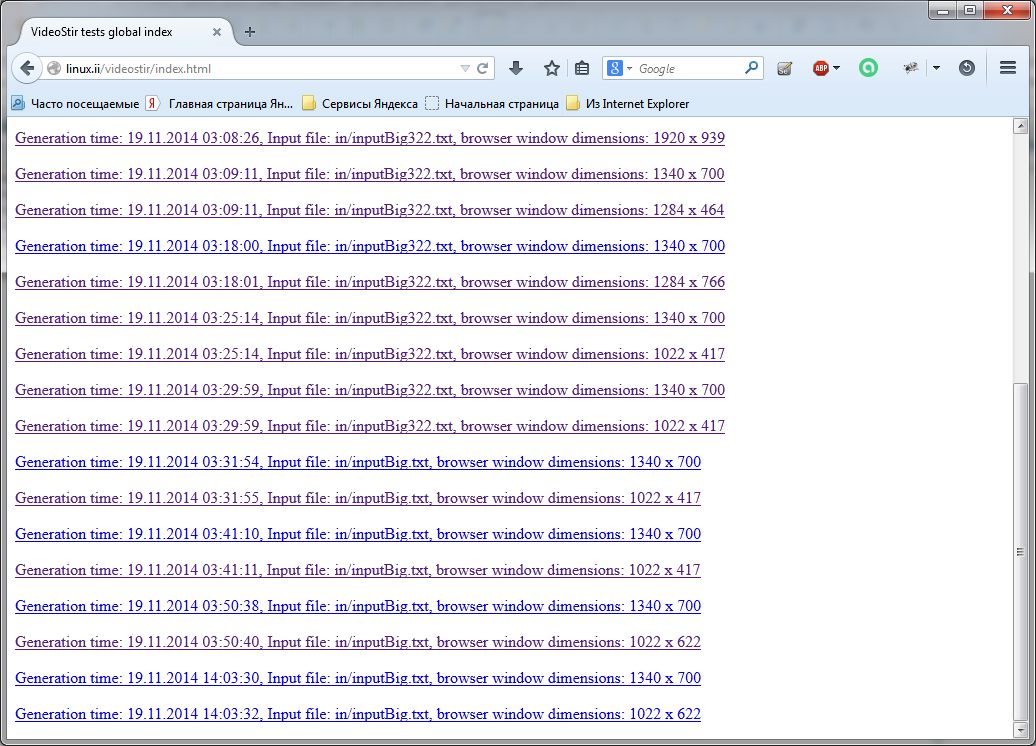 VideoStir tests global index
linux.ii/videostir/index.html
Google
ABP
Часто посещаемые Главная страница Ян... Сервисы Яндекса Начальная страница Из Internet Explorer
Generation time: 19.11.2014 03:08:26, Input file: in/inputBig322.txt, browser window dimensions: 1920 x 939
Generation time: 19.11.2014 03:09:11, Input file: in/inputBig322.txt, browser window dimensions: 1340 x 700
Generation time: 19.11.2014 03:09:11, Input file: in/inputBig322.txt, browser window dimensions: 1284 x 464
Generation time: 19.11.2014 03:18:00, Input file: in/inputBig322.txt, browser window dimensions: 1340 x 700
Generation time: 19.11.2014 03:18:01, Input file: in/inputBig322.txt, browser window dimensions: 1284 x 766
Generation time: 19.11.2014 03:25:14, Input file: in/inputBig322.txt, browser window dimensions: 1340 x 700
Generation time: 19.11.2014 03:25:14, Input file: in/inputBig322.txt, browser window dimensions: 1022 x 417
Generation time: 19.11.2014 03:29:59, Input file: in/inputBig322.txt, browser window dimensions: 1340 x 700
Generation time: 19.11.2014 03:29:59, Input file: in/inputBig322.txt, browser window dimensions: 1022 x 417
Generation time: 19.11.2014 03:31:54, Input file: in/inputBig.txt, browser window dimensions: 1340 x 700
Generation time: 19.11.2014 03:31:55, Input file: in/inputBig.txt, browser window dimensions: 1022 x 417
Generation time: 19.11.2014 03:41:10, Input file: in/inputBig.txt, browser window dimensions: 1340 x 700
Generation time: 19.11.2014 03:41:11, Input file: in/inputBig.txt, browser window dimensions: 1022 x 417
Generation time: 19.11.2014 03:50:38, Input file: in/inputBig.txt, browser window dimensions: 1340 x 700
Generation time: 19.11.2014 03:50:40, Input file: in/inputBig.txt, browser window dimensions: 1022 x 622
Generation time: 19.11.2014 14:03:30, Input file: in/inputBig.txt, browser window dimensions: 1340 x 700
Generation time: 19.11.2014 14:03:32, Input file: in/inputBig.txt, browser window dimensions: 1022 x 622